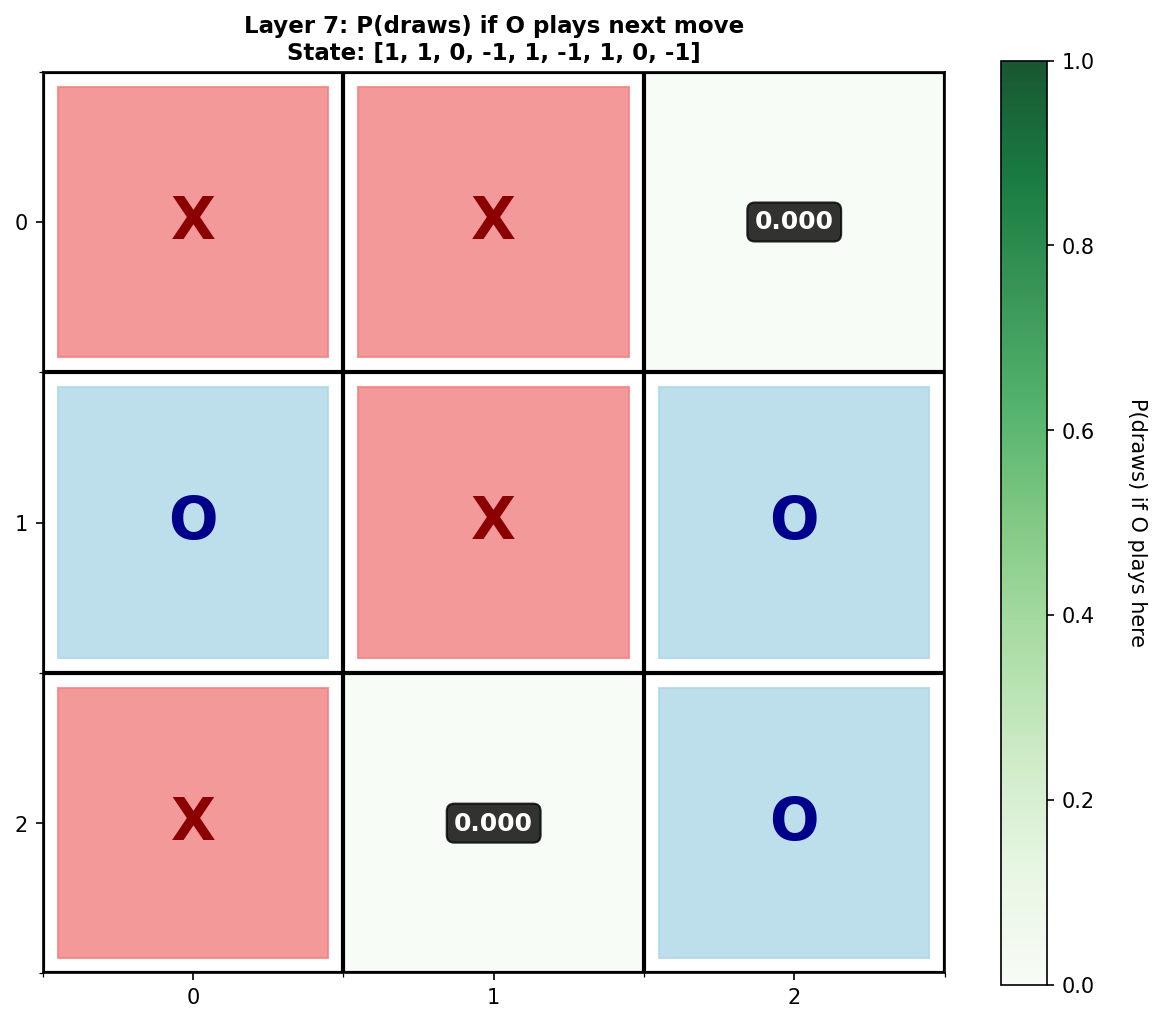 Layer 7: P(draws) if O plays next move
State: [1, 1, 0, -1, 1, -1, 1, 0, -1]
X X 0.000
O X O
X 0.000 O
0
1
2
0 1 2
1.0
0.8
0.6
0.4
0.2
0.0
P(draws) if O plays here